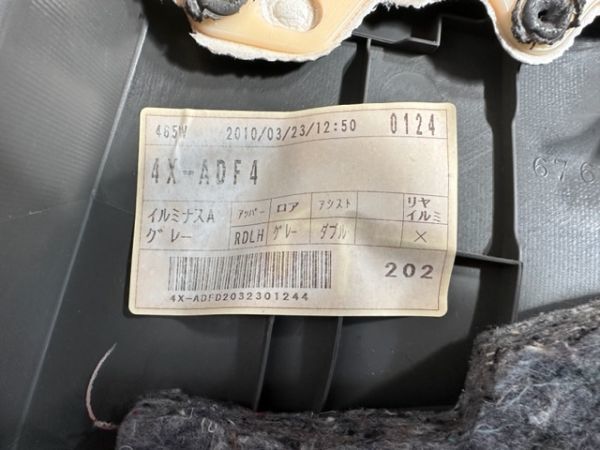 465W 2010/03/23/12:50 0124
4X-ADF4
イルミナスA アッパー ロア アシスト リヤ
イルミ
グレー RDLH グレー ダブル ×
202
4X-ADFD2032301244
676